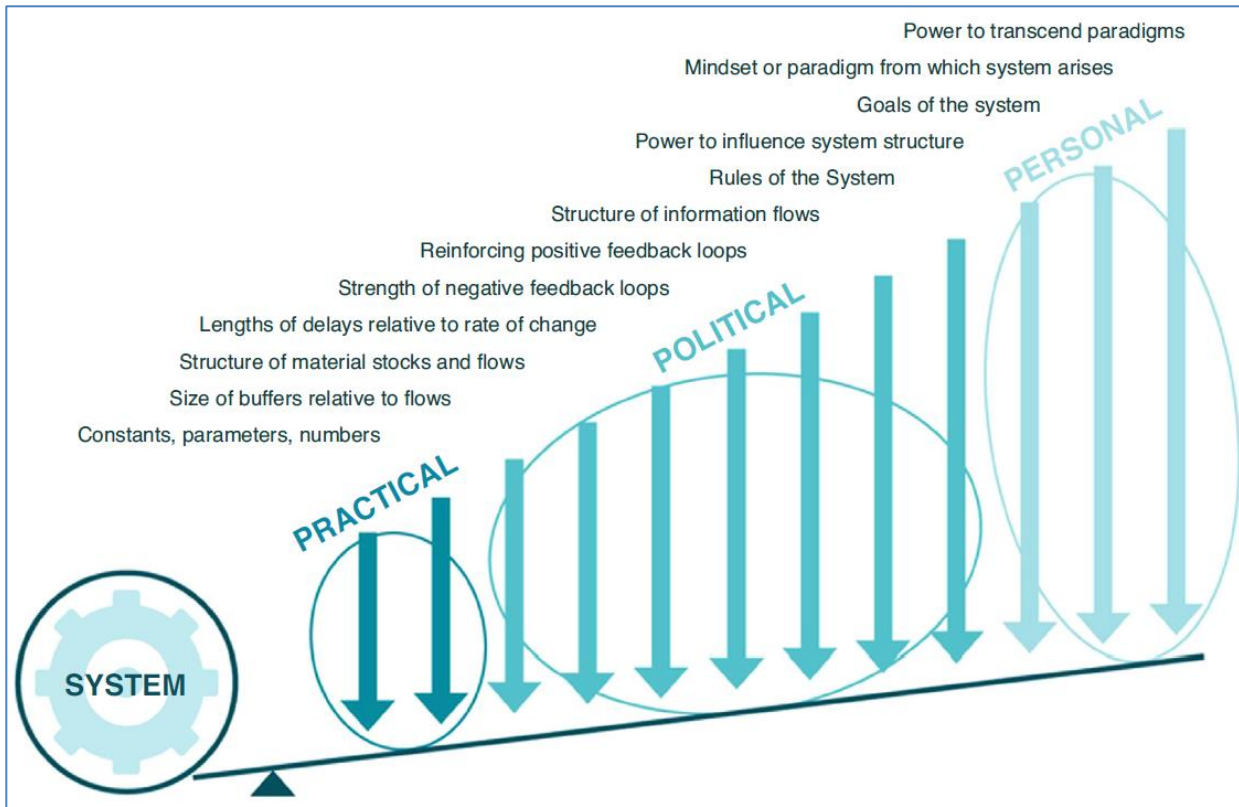 Power to transcend paradigms
Mindset or paradigm from which system arises
Goals of the system
Power to influence system structure
Rules of the System
Structure of information flows
Reinforcing positive feedback loops
Strength of negative feedback loops
Lengths of delays relative to rate of change
Structure of material stocks and flows
Size of buffers relative to flows
Constants, parameters, numbers
PRACTICAL
POLITICAL
PERSONAL
SYSTEM